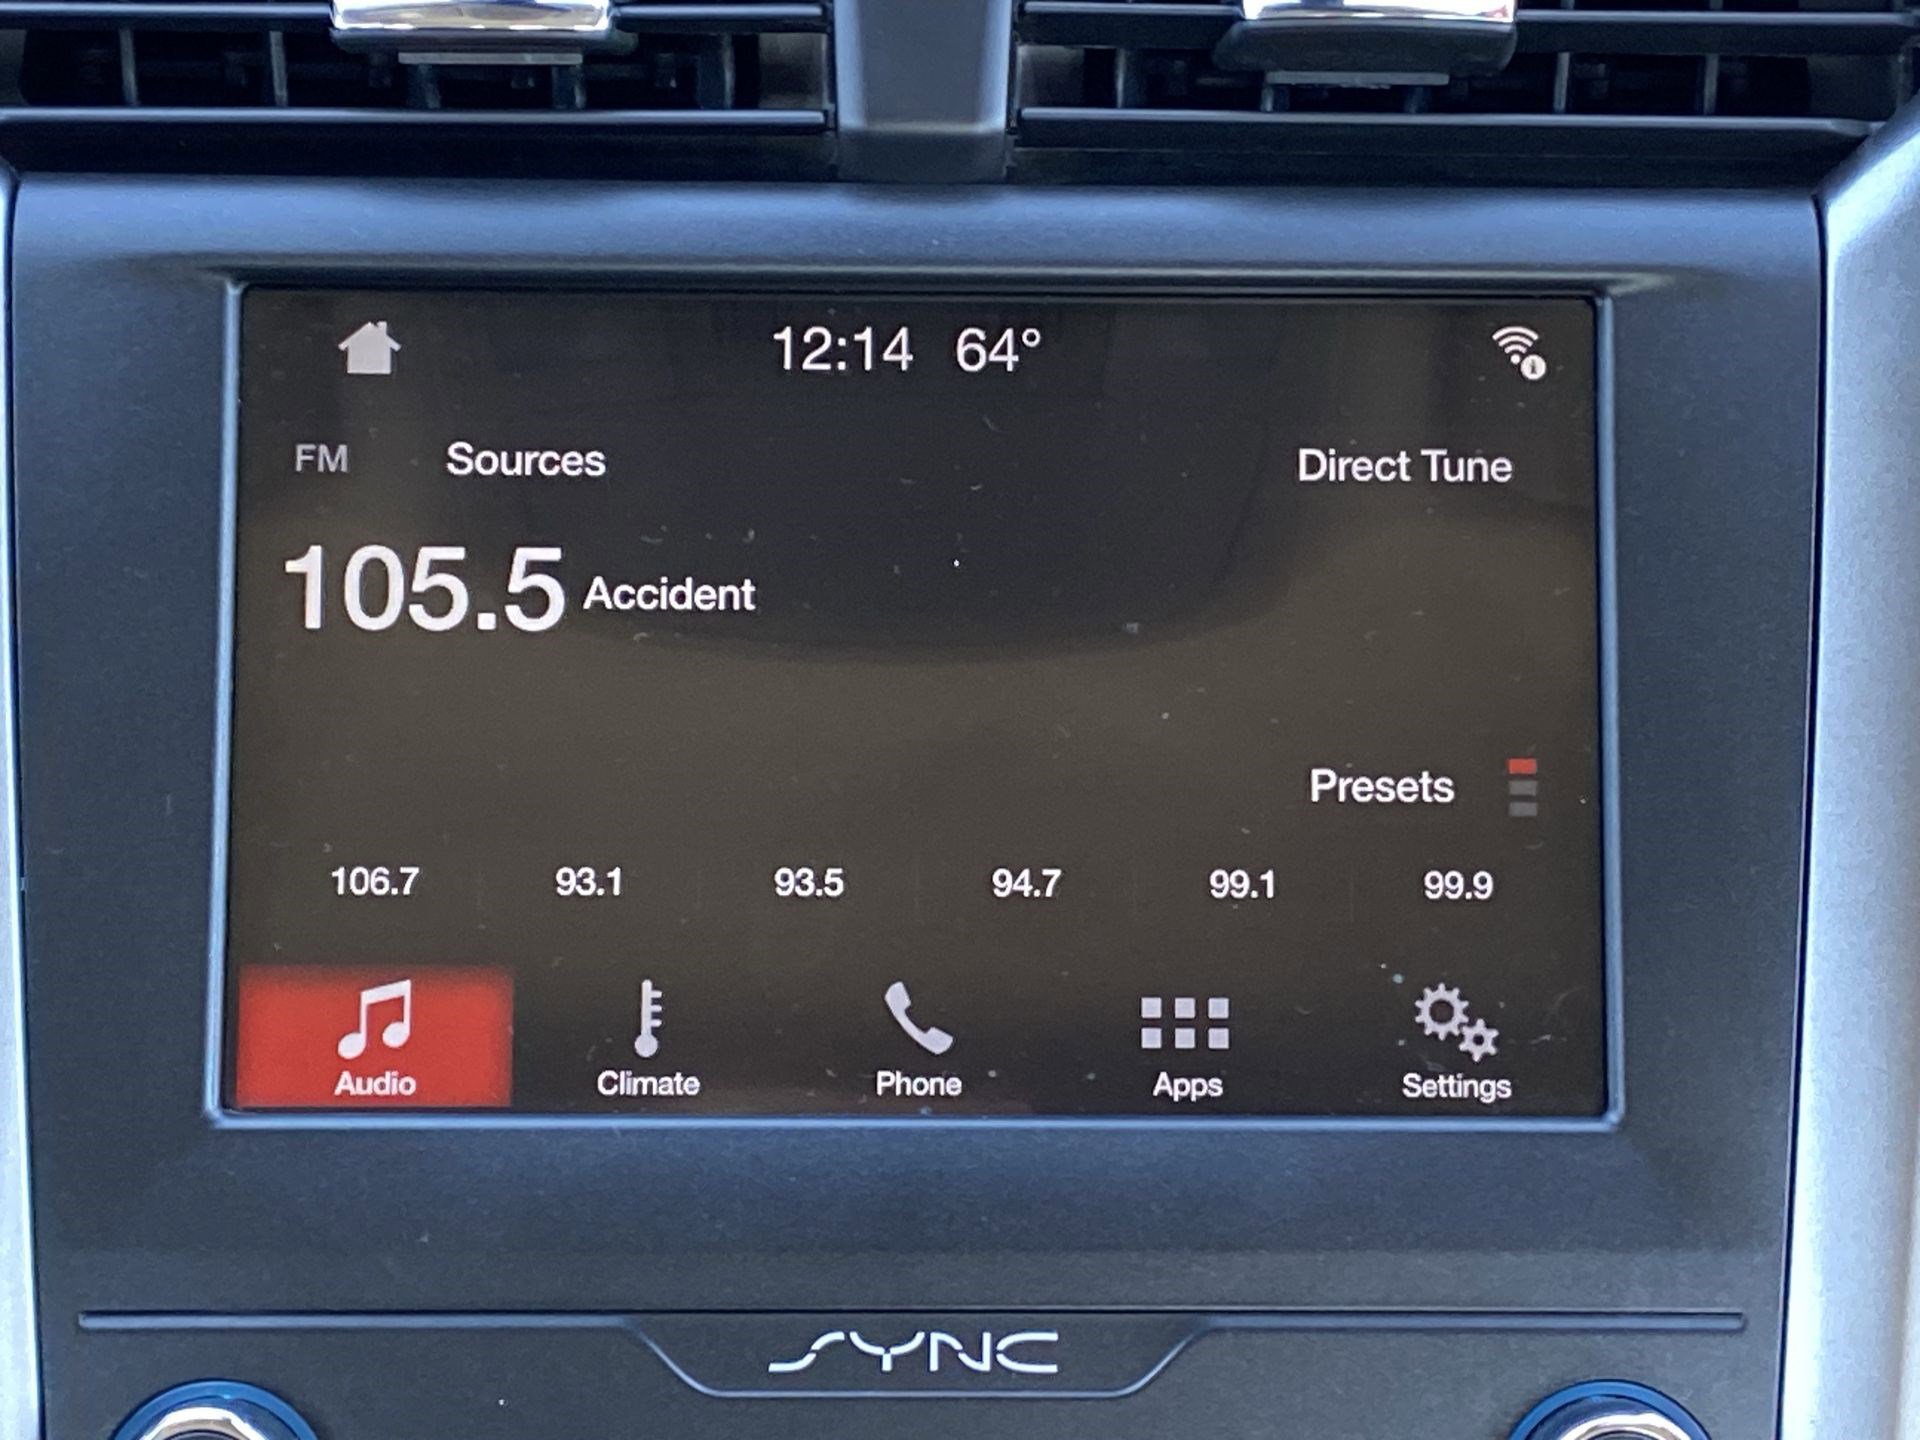 12:14 64°
FM Sources Direct Tune
105.5 Accident
Presets
106.7 93.1 93.5 94.7 99.1 99.9
Audio Climate Phone Apps Settings
SYNC